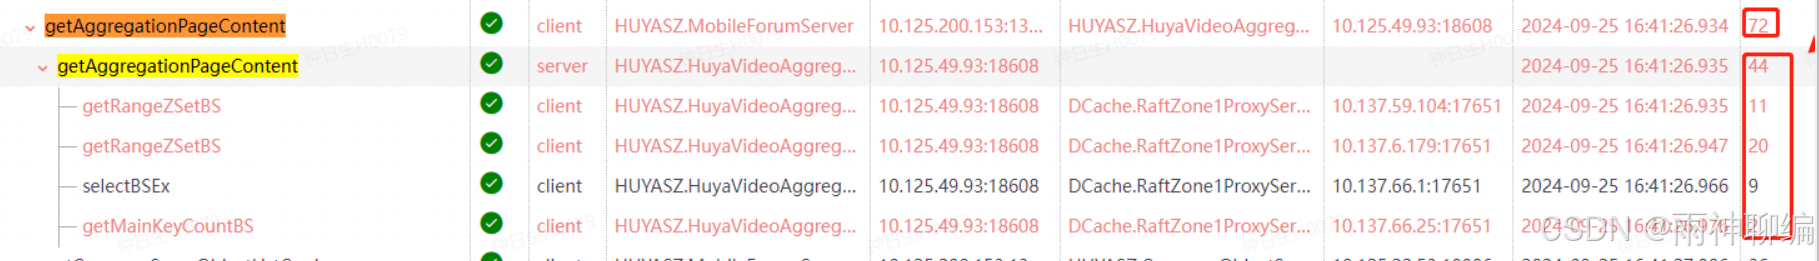 getAggregationPageContent client HUYASZ.MobileForumServer 10.125.200.153:13... HUYASZ.HuyaVideoAggreg... 10.125.49.93:18608 2024-09-25 16:41:26.934 72
getAggregationPageContent server HUYASZ.HuyaVideoAggreg... 10.125.49.93:18608 2024-09-25 16:41:26.935 44
getRangeZSetBS client HUYASZ.HuyaVideoAggreg... 10.125.49.93:18608 DCache.RaftZone1ProxySer... 10.137.59.104:17651 2024-09-25 16:41:26.935 11
getRangeZSetBS client HUYASZ.HuyaVideoAggreg... 10.125.49.93:18608 DCache.RaftZone1ProxySer... 10.137.6.179:17651 2024-09-25 16:41:26.947 20
selectBSEx client HUYASZ.HuyaVideoAggreg... 10.125.49.93:18608 DCache.RaftZone1ProxySer... 10.137.66.1:17651 2024-09-25 16:41:26.966 9
getMainKeyCountBS client HUYASZ.HuyaVideoAggreg... 10.125.49.93:18608 DCache.RaftZone1ProxySer... 10.137.66.25:17651
CSDN @雨神聊编